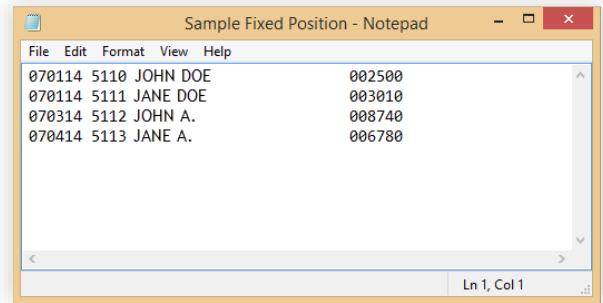 Sample Fixed Position - Notepad
File Edit Format View Help
070114 5110 JOHN DOE 002500
070114 5111 JANE DOE 003010
070314 5112 JOHN A. 008740
070414 5113 JANE A. 006780
Ln 1, Col 1